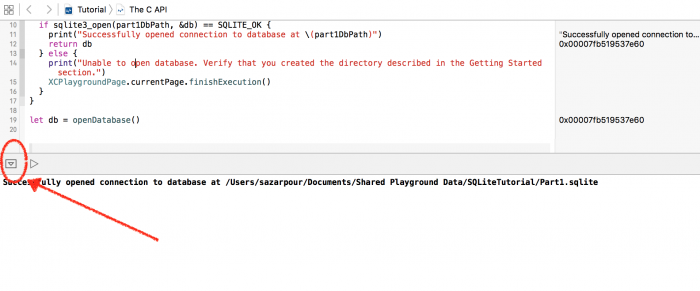 Tutorial The C API
10 if sqlite3_open(part1DbPath, &db) == SQLITE_OK {
11 print("Successfully opened connection to database at \(part1DbPath)")
12 return db
13 } else {
14 print("Unable to open database. Verify that you created the directory described in the Getting Started
section.")
15 XCPlaygroundPage.currentPage.finishExecution()
16 }
17 }
18
19 let db = openDatabase()
20
"Successfully opened connection to...
0x00007fb519537e60
0x00007fb519537e60
Successfully opened connection to database at /Users/sazarpour/Documents/Shared Playground Data/SQLiteTutorial/Part1.sqlite